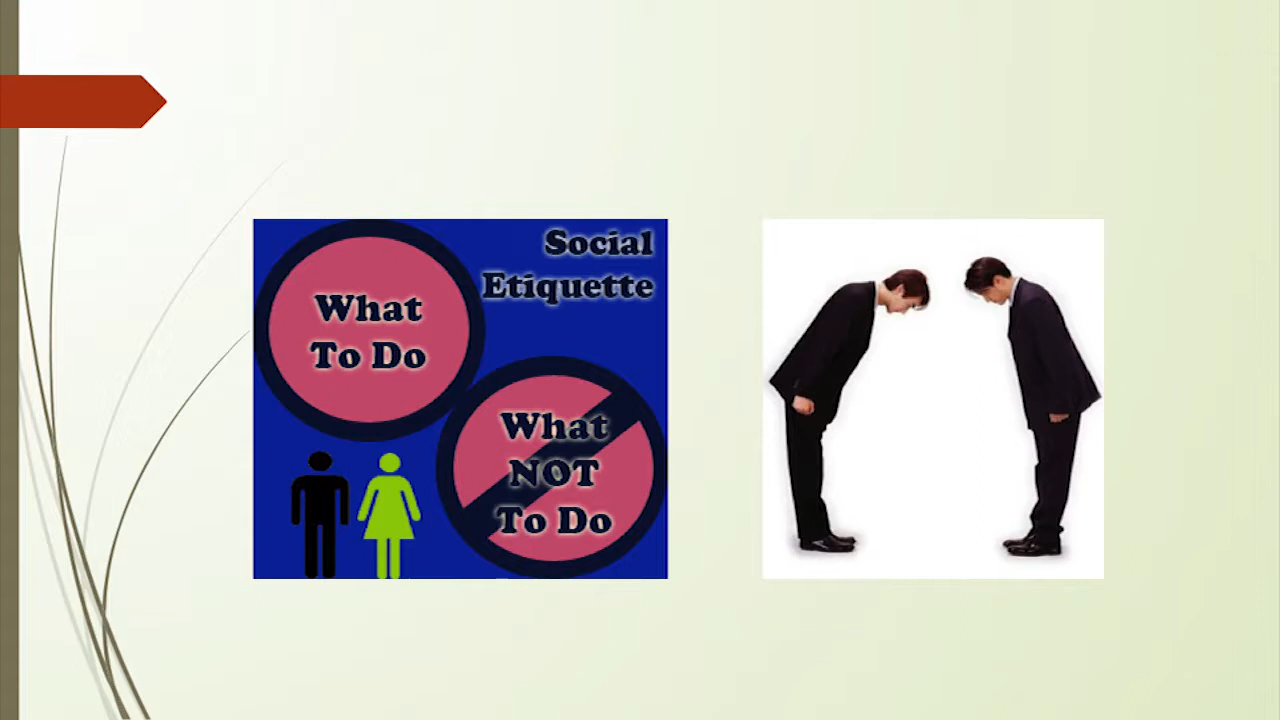 Social
Etiquette
What
To Do
What
NOT
To Do